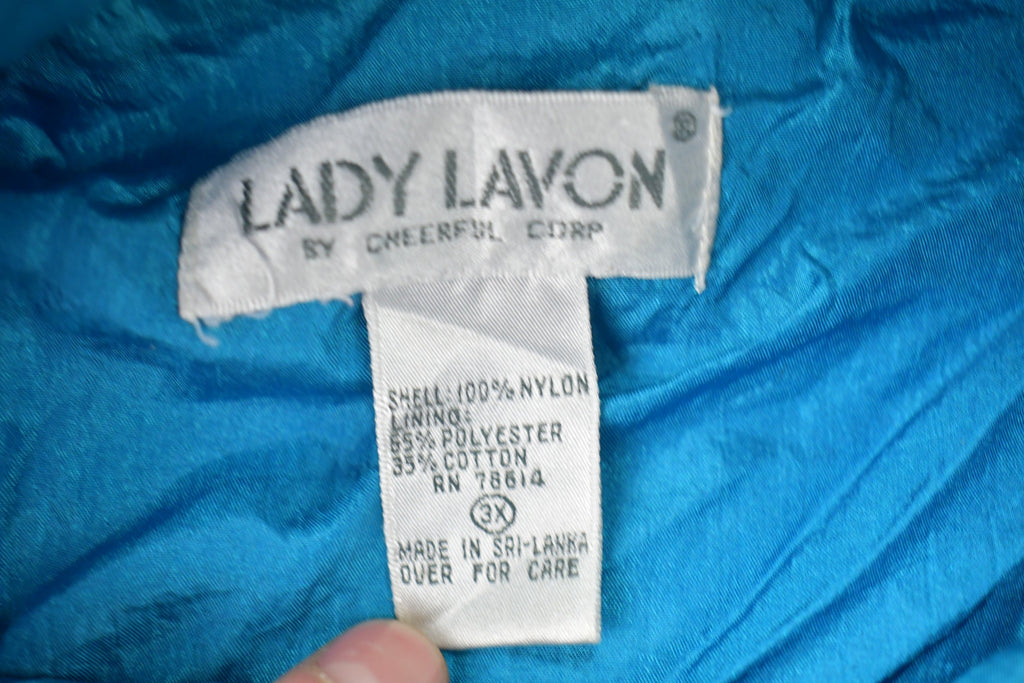 LADY LAVON ®
BY CHEERFUL CORP
SHELL: 100% NYLON
LINING:
65% POLYESTER
35% COTTON
RN 78614
3X
MADE IN SRI-LANKA
OVER FOR CARE